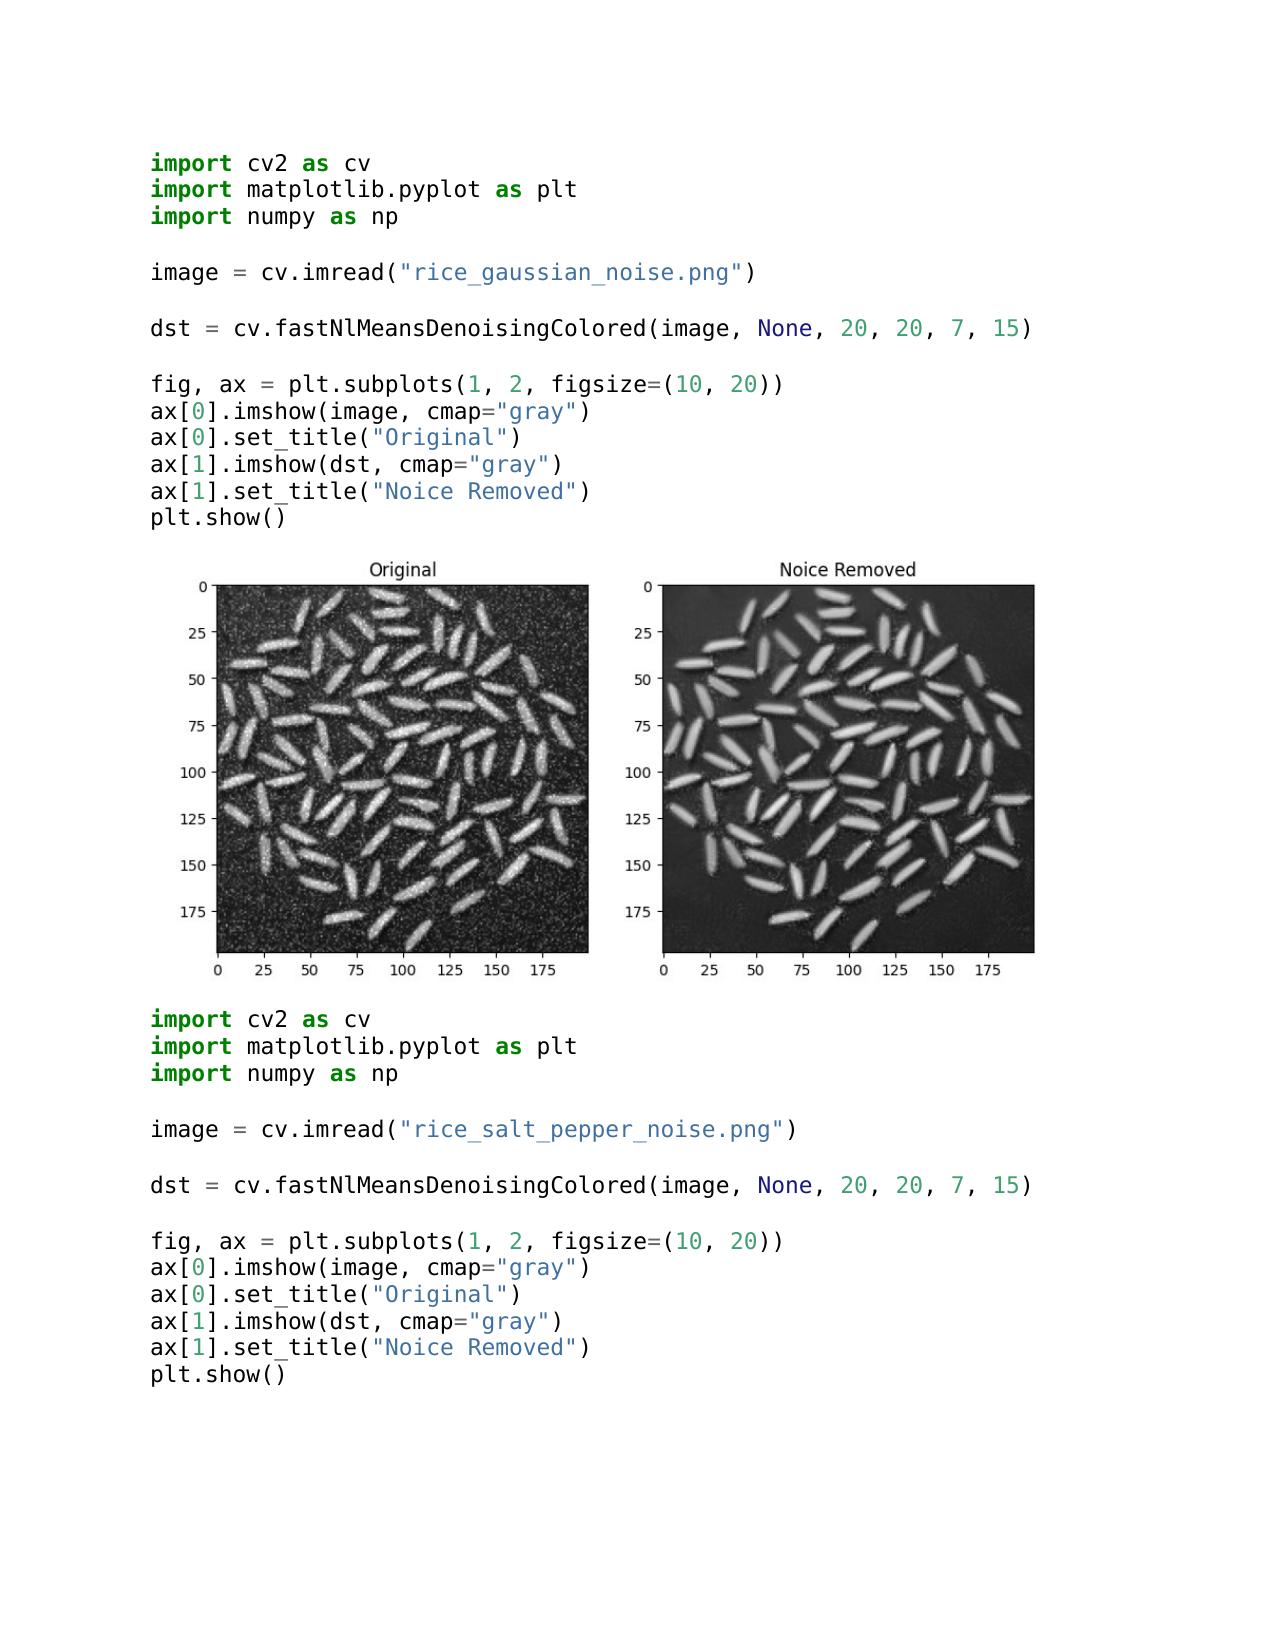 import cv2 as cv
import matplotlib.pyplot as plt
import numpy as np
image = cv.imread("rice_gaussian_noise.png")
dst = cv.fastNlMeansDenoisingColored(image, None, 20, 20, 7, 15)
fig, ax = plt.subplots(1, 2, figsize=(10, 20))
ax[0].imshow(image, cmap="gray")
ax[0].set_title("Original")
ax[1].imshow(dst, cmap="gray")
ax[1].set_title("Noice Removed")
plt.show()
Original
0
25
50
75
100
125
150
175
0 25 50 75 100 125 150 175
Noice Removed
0
25
50
75
100
125
150
175
0 25 50 75 100 125 150 175
import cv2 as cv
import matplotlib.pyplot as plt
import numpy as np
image = cv.imread("rice_salt_pepper_noise.png")
dst = cv.fastNlMeansDenoisingColored(image, None, 20, 20, 7, 15)
fig, ax = plt.subplots(1, 2, figsize=(10, 20))
ax[0].imshow(image, cmap="gray")
ax[0].set_title("Original")
ax[1].imshow(dst, cmap="gray")
ax[1].set_title("Noice Removed")
plt.show()